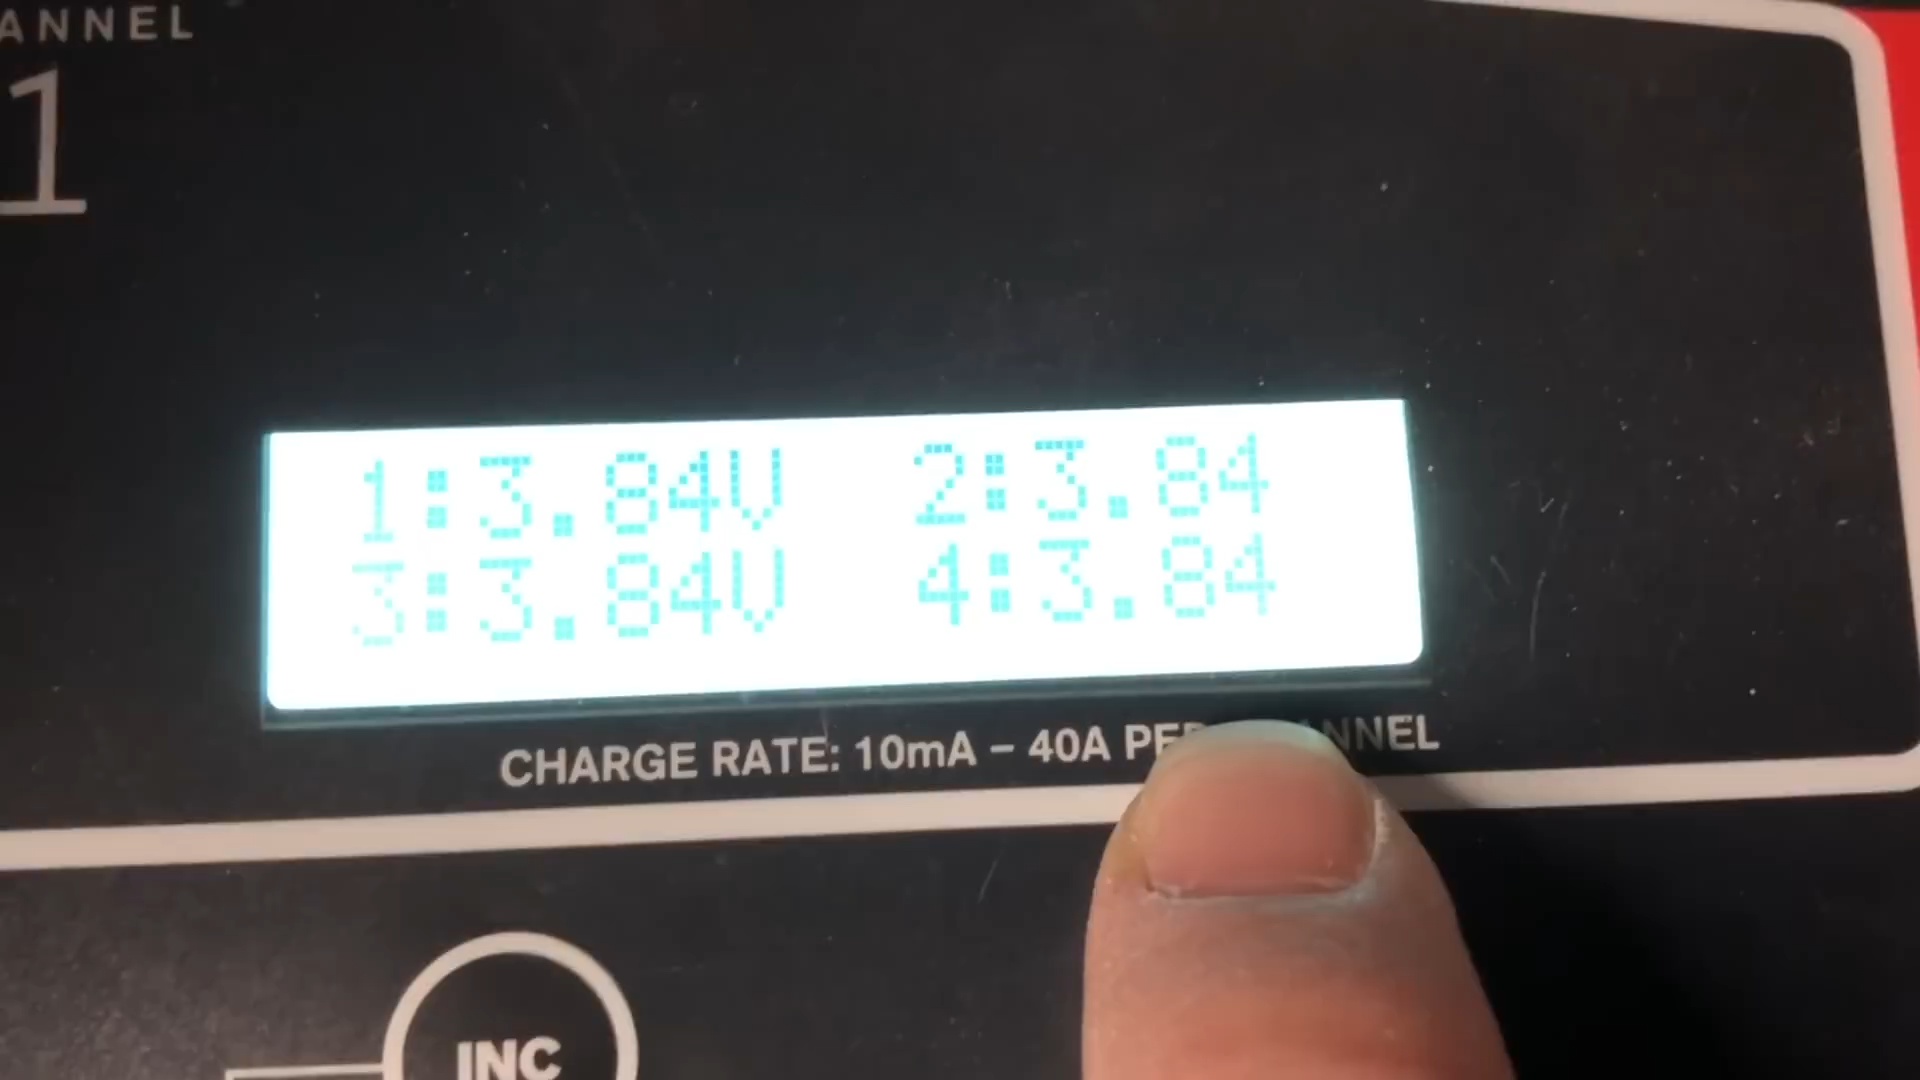 ANNEL
1
1:3.84V 2:3.84
3:3.84V 4:3.84
CHARGE RATE: 10mA – 40A PER
INC